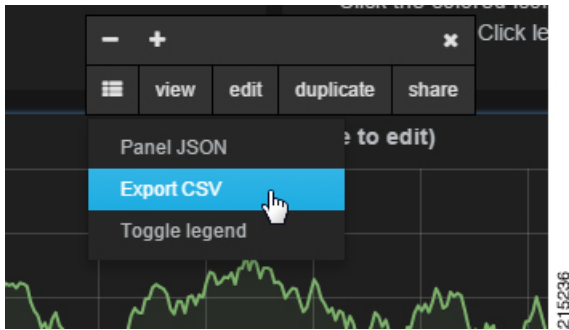 Click le
view edit duplicate share
Panel JSON
e to edit)
Export CSV
Toggle legend
215236